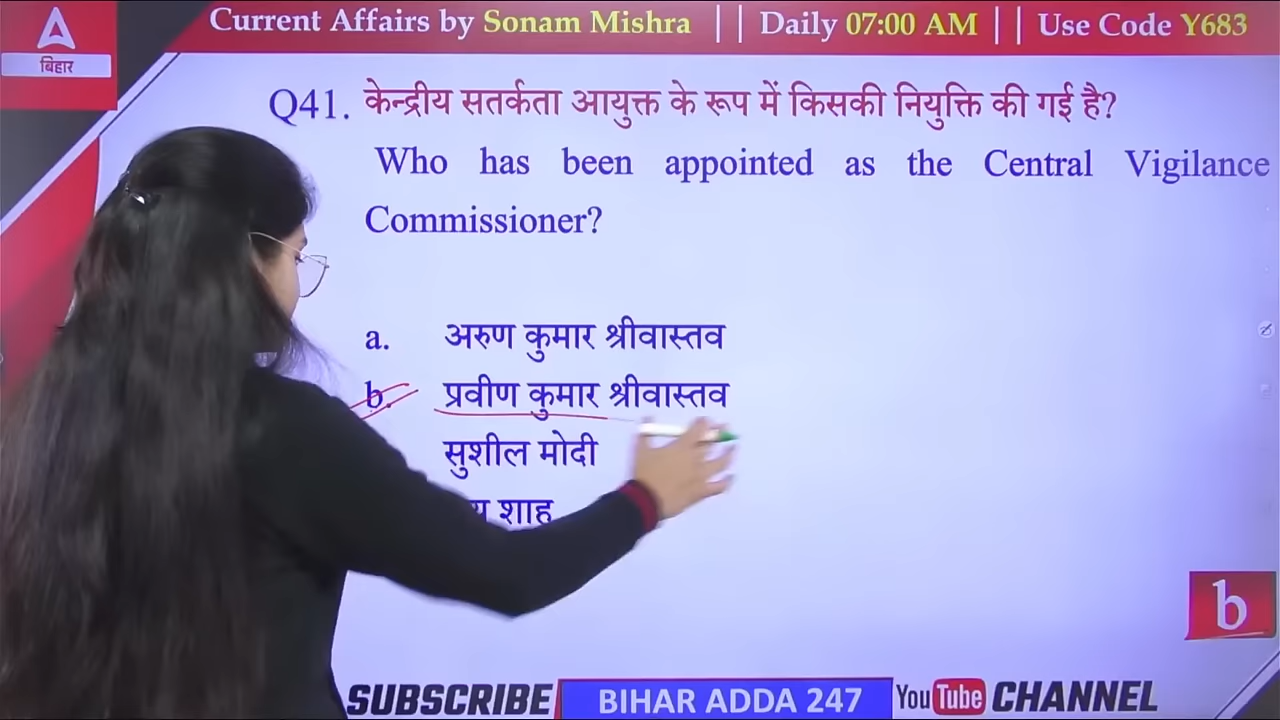 Current Affairs by Sonam Mishra || Daily 07:00 AM || Use Code Y683
बिहार
Q41. केन्द्रीय सतर्कता आयुक्त के रूप में किसकी नियुक्ति की गई है?
Who has been appointed as the Central Vigilance
Commissioner?
a. अरुण कुमार श्रीवास्तव
b. प्रवीण कुमार श्रीवास्तव
सुशील मोदी
शाह
b
SUBSCRIBE BIHAR ADDA 247 YouTube CHANNEL